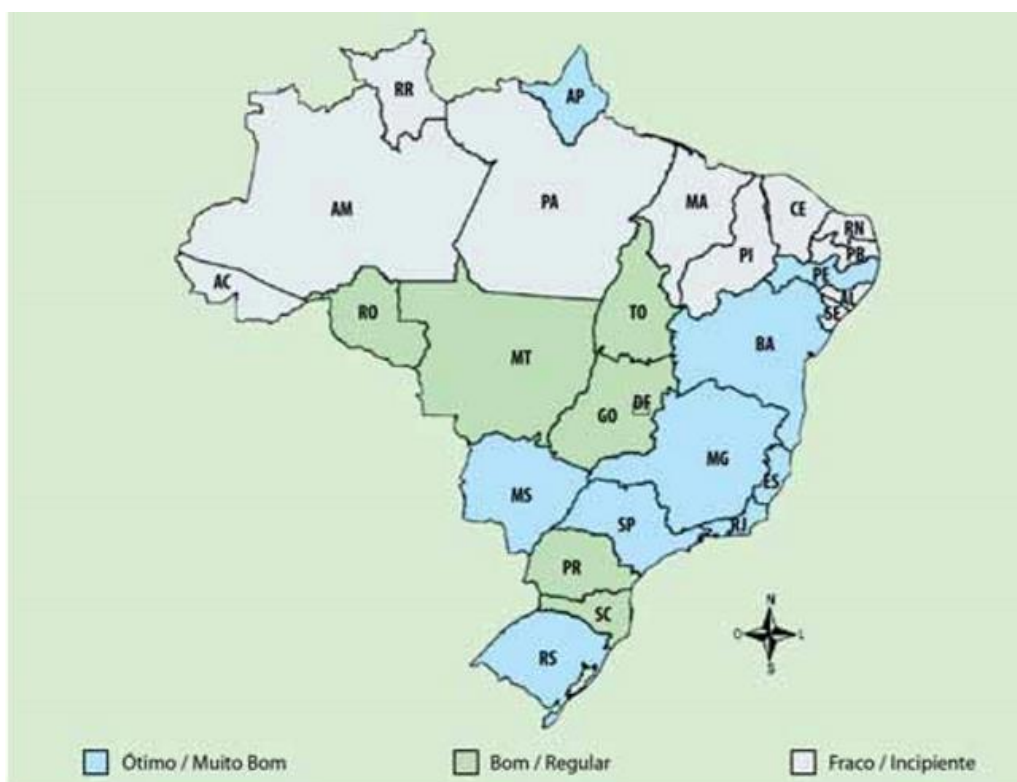 RR
AP
AM
PA
MA
CE
RN
PB
PI
PE
AC
AL
SE
RO
TO
BA
MT
GO
DF
MG
ES
MS
SP
RJ
PR
SC
RS
N
O
L
S
Ótimo / Muito Bom
Bom / Regular
Fraco / Incipiente